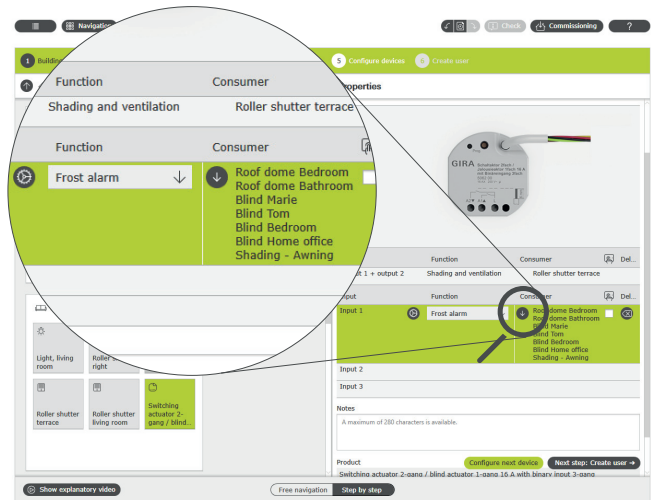 Navigation
Check
Commissioning
?
1
5 Configure devices
Create user
Properties
Function Consumer
Shading and ventilation Roller shutter terrace
Function Consumer
Frost alarm
Roof dome Bedroom
Roof dome Bathroom
Blind Marie
Blind Tom
Blind Bedroom
Blind Home office
Shading - Awning
GIRA
Function Consumer Del...
1 + output 2 Shading and ventilation Roller shutter terrace
Function Consumer Del...
Input 1 Frost alarm
Roof dome Bedroom
Roof dome Bathroom
Blind Marie
Blind Tom
Blind Bedroom
Blind Home office
Shading - Awning
Input 2
Input 3
Notes
A maximum of 280 characters is available.
Product
Configure next device
Next step: Create user
Switching actuator 2-gang / blind actuator 1-gang 16 A with binary input 3-gang
Light, living
room
Roller
right
Roller shutter
terrace
Roller shutter
living room
Switching
actuator 2-
gang / blind...
Show explanatory video
Free navigation
Step by step